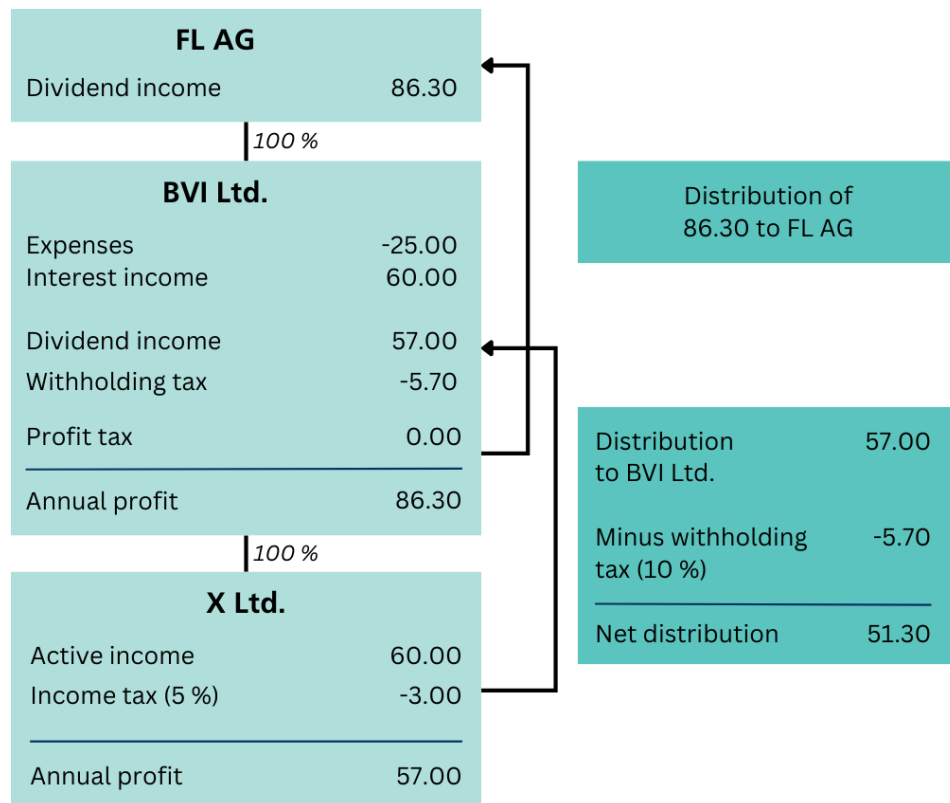 FL AG
Dividend income 86.30
100 %
BVI Ltd.
Expenses -25.00
Interest income 60.00
Dividend income 57.00
Withholding tax -5.70
Profit tax 0.00
Annual profit 86.30
100 %
X Ltd.
Active income 60.00
Income tax (5 %) -3.00
Annual profit 57.00
Distribution of
86.30 to FL AG
Distribution 57.00
to BVI Ltd.
Minus withholding -5.70
tax (10 %)
Net distribution 51.30